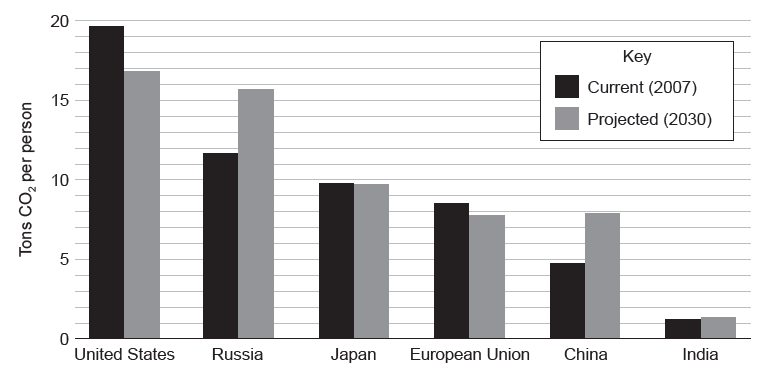 20
15
10
5
0
Tons CO₂ per person
Key
Current (2007)
Projected (2030)
United States Russia Japan European Union China India